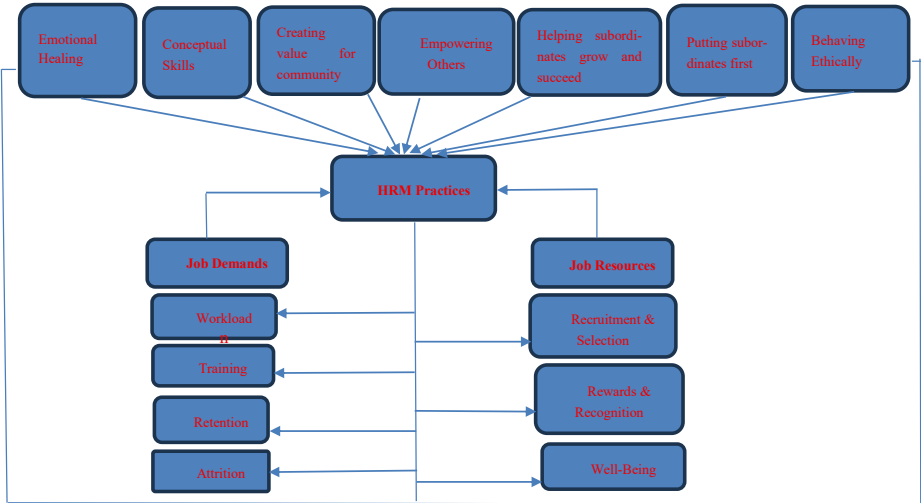 Emotional
Healing
Conceptual
Skills
Creating
value for
community
Empowering
Others
Helping subordi-
nates grow and
succeed
Putting subor-
dinates first
Behaving
Ethically
HRM Practices
Job Demands
Job Resources
Workload
n
Training
Retention
Attrition
Recruitment &
Selection
Rewards &
Recognition
Well-Being